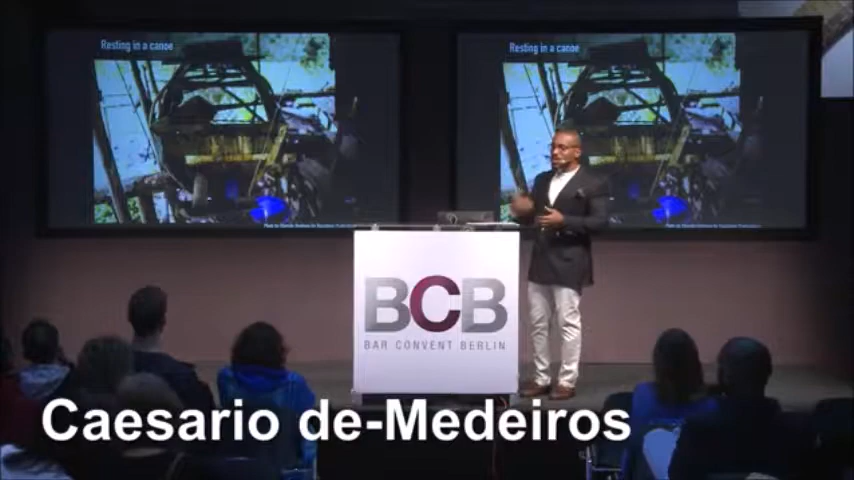 Resting in a canoe
Resting in a canoe
BCB
BAR CONVENT BERLIN
Caesario de-Medeiros